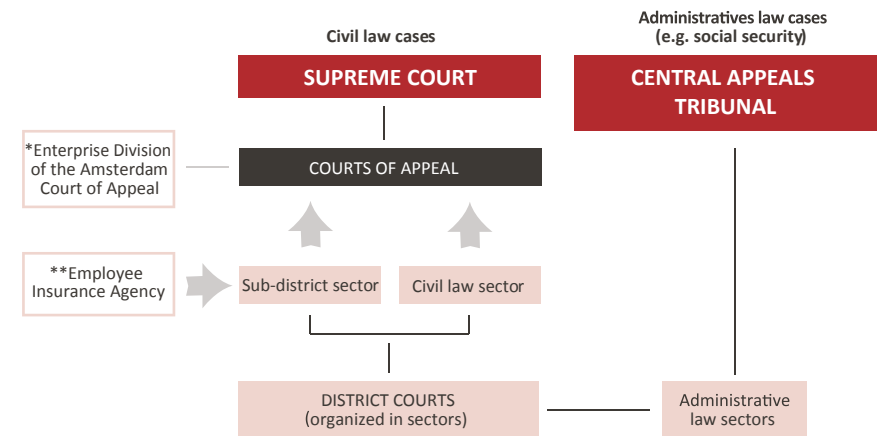 Civil law cases
Administratives law cases
(e.g. social security)
SUPREME COURT
CENTRAL APPEALS
TRIBUNAL
*Enterprise Division
of the Amsterdam
Court of Appeal
COURTS OF APPEAL
**Employee
Insurance Agency
Sub-district sector
Civil law sector
DISTRICT COURTS
(organized in sectors)
Administrative
law sectors